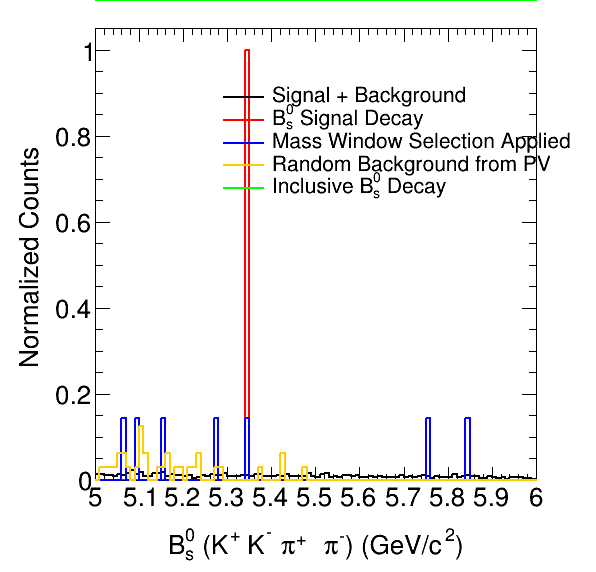 1
0.8
0.6
0.4
0.2
0
Normalized Counts
Signal + Background
B⁰ₛ Signal Decay
Mass Window Selection Applied
Random Background from PV
Inclusive B⁰ₛ Decay
5 5.1 5.2 5.3 5.4 5.5 5.6 5.7 5.8 5.9 6
B⁰ₛ (K⁺ K⁻ π⁺ π⁻) (GeV/c²)